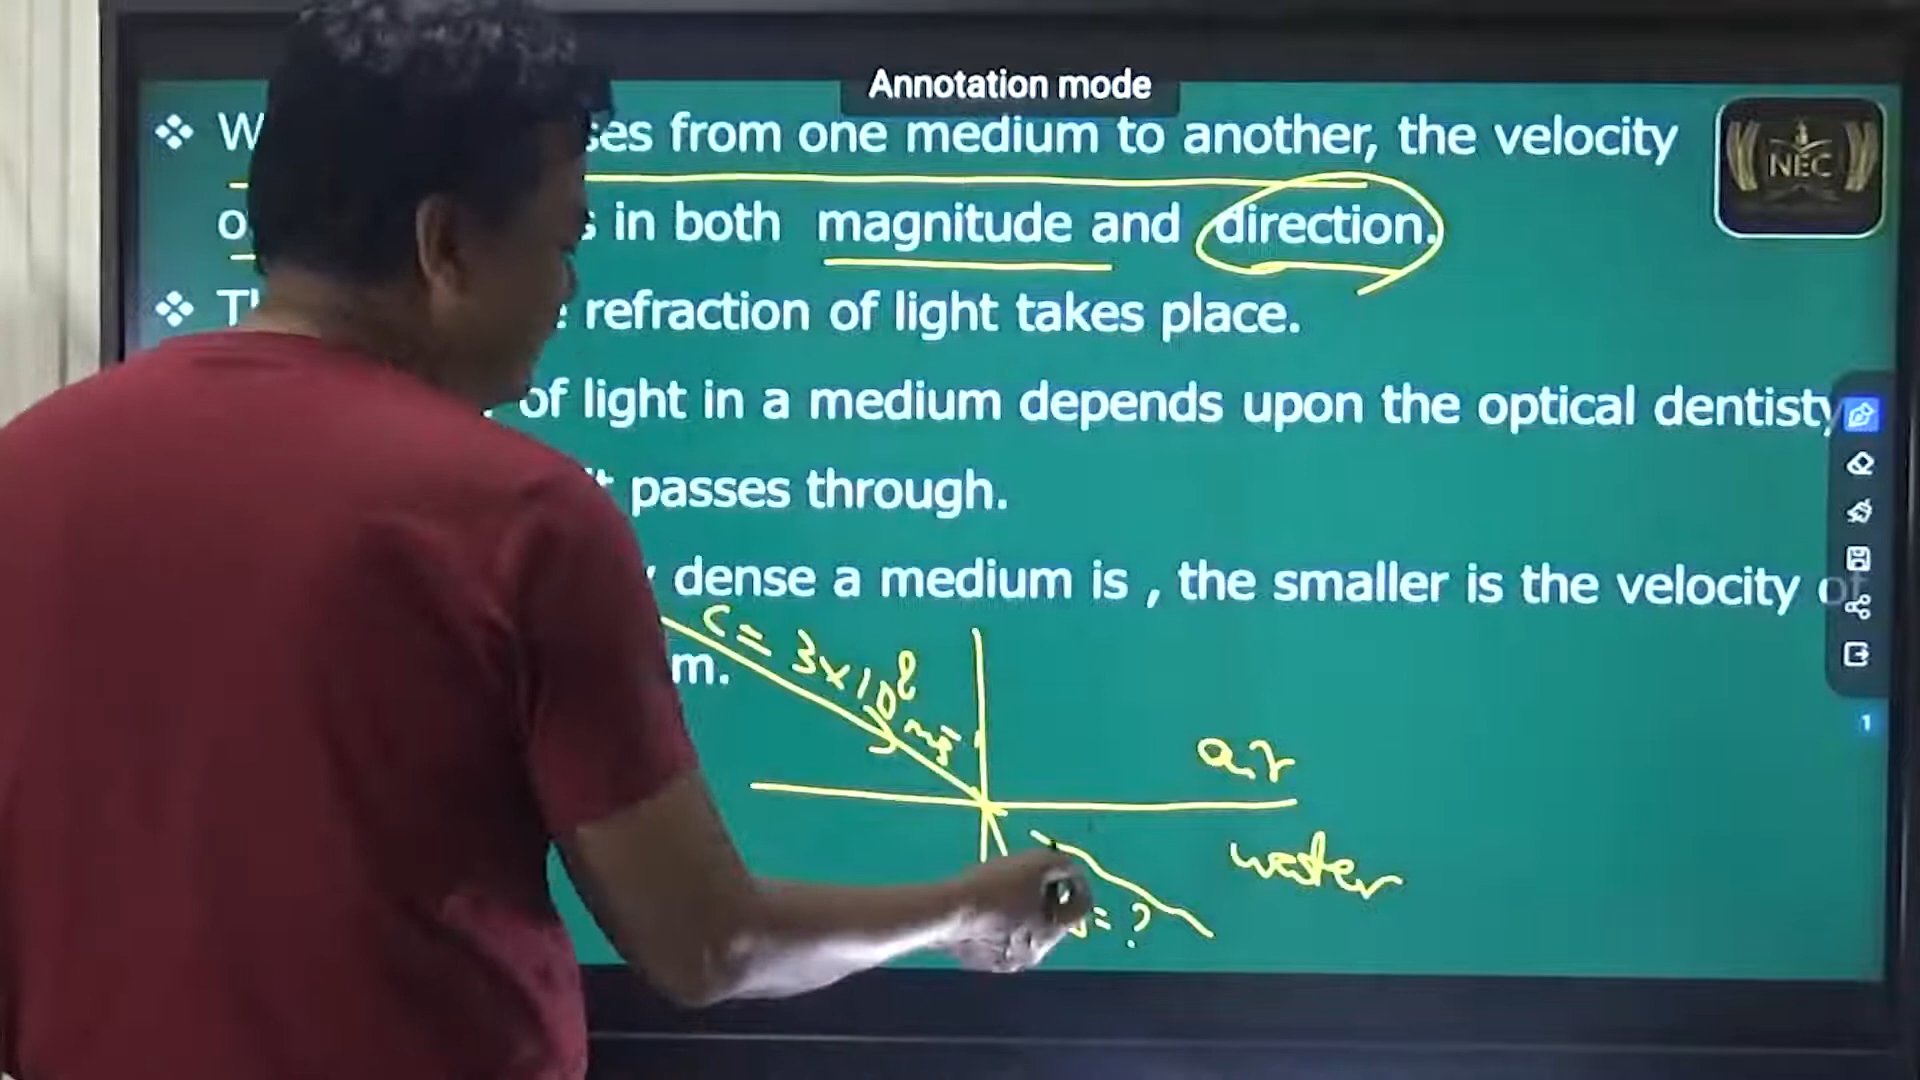 Annotation mode
from one medium to another, the velocity
in both magnitude and direction.
NEC
refraction of light takes place.
of light in a medium depends upon the optical dentisty
passes through.
dense a medium is , the smaller is the velocity of
c = 3×10⁸ m/s
air
water
= ?
1